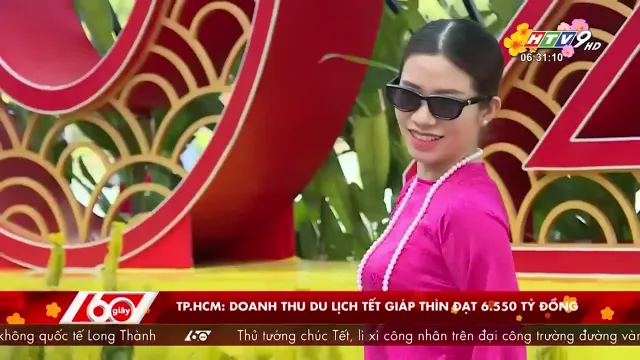 HTV9 HD
06:31:10
60 giây
TP.HCM: DOANH THU DU LỊCH TẾT GIÁP THÌN ĐẠT 6.550 TỶ ĐỒNG
không quốc tế Long Thành 60 Thủ tướng chúc Tết, lì xì công nhân trên đại công trường đường và